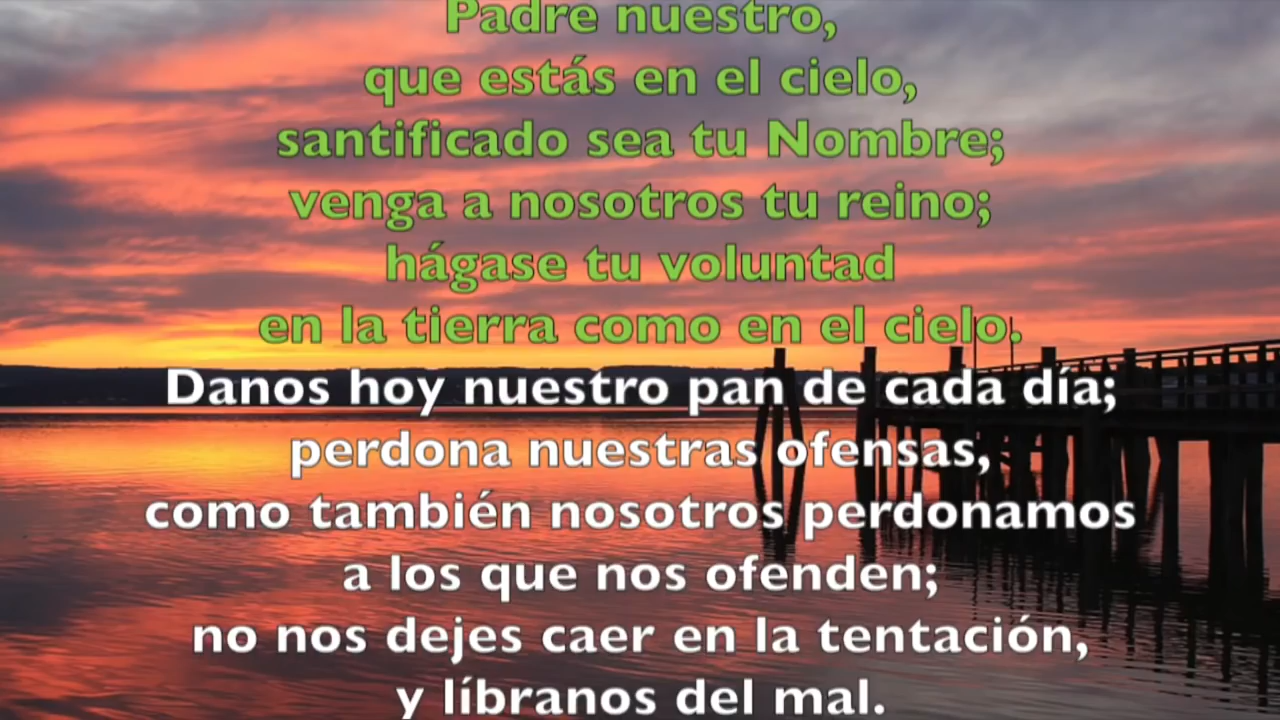 Padre nuestro,
que estás en el cielo,
santificado sea tu Nombre;
venga a nosotros tu reino;
hágase tu voluntad
en la tierra como en el cielo.
Danos hoy nuestro pan de cada día;
perdona nuestras ofensas,
como también nosotros perdonamos
a los que nos ofenden;
no nos dejes caer en la tentación,
y líbranos del mal.